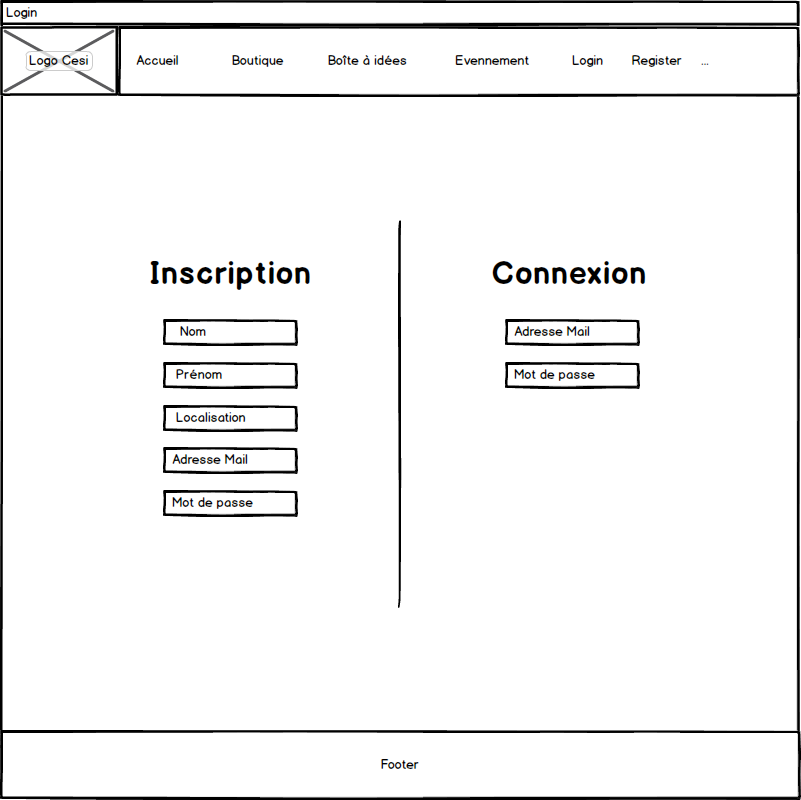 Login
Logo Cesi
Accueil Boutique Boîte à idées Evennement Login Register ...
Inscription
Nom
Prénom
Localisation
Adresse Mail
Mot de passe
Connexion
Adresse Mail
Mot de passe
Footer